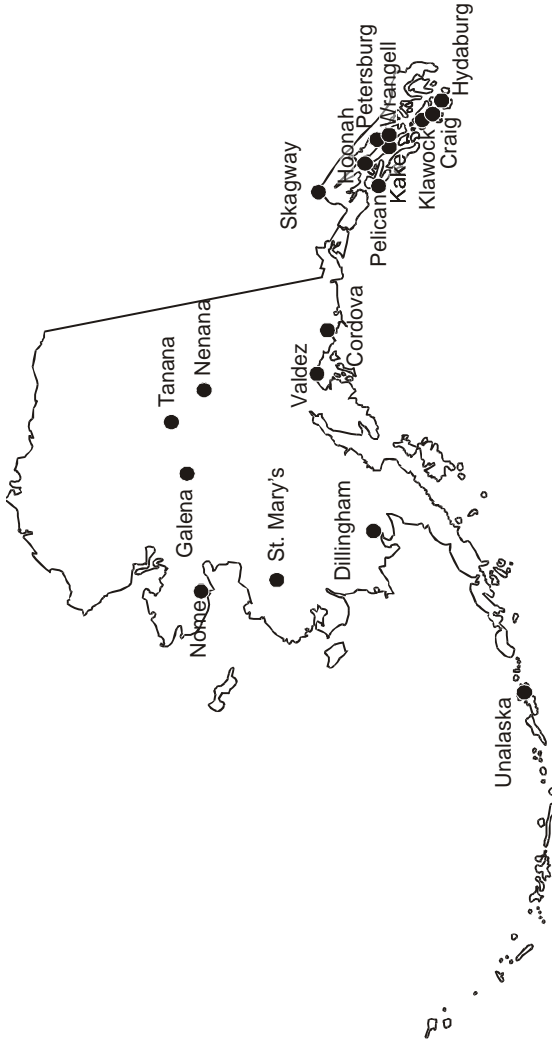 Tanana
Nenana
Galena
Nome
St. Mary's
Dillingham
Unalaska
Valdez
Cordova
Skagway
Hoonah
Petersburg
Wrangell
Pelican
Kake
Klawock
Craig
Hydaburg